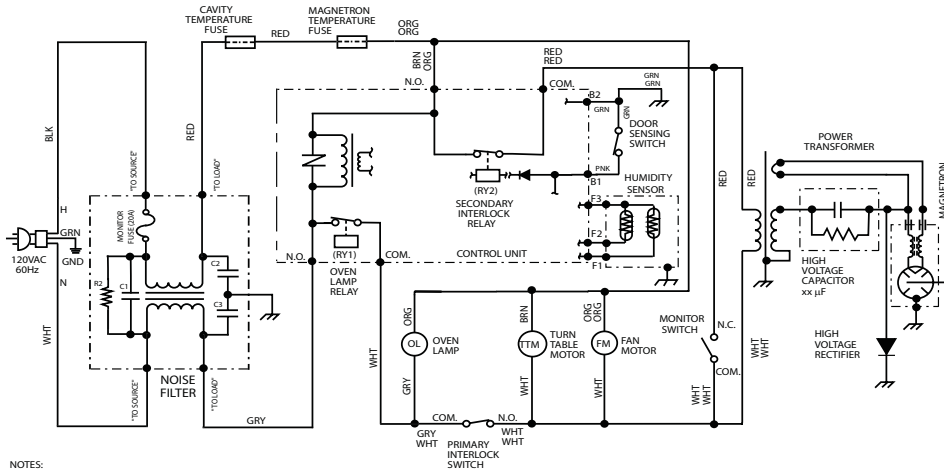 CAVITY
TEMPERATURE
FUSE
RED
MAGNETRON
TEMPERATURE
FUSE
ORG
ORG
BRN
ORG
RED
RED
N.O.
COM.
B2
GRN
GRN
GRN
GRN
DOOR
SENSING
SWITCH
PNK
B1
HUMIDITY
SENSOR
F3
F2
F1
BLK
"TO SOURCE"
RED
"TO LOAD"
H
GRN
GND
120VAC
60Hz
N
WHT
MONITOR
FUSE (20A)
R2
C1
C2
C3
NOISE
FILTER
"TO SOURCE"
"TO LOAD"
GRY
(RY2)
SECONDARY
INTERLOCK
RELAY
(RY1)
N.O.
COM.
OVEN
LAMP
RELAY
CONTROL UNIT
WHT
ORG
OL
OVEN
LAMP
GRY
BRN
TTM
TURN
TABLE
MOTOR
WHT
ORG
ORG
FM
FAN
MOTOR
WHT
MONITOR
SWITCH
N.C.
COM.
WHT
WHT
WHT
WHT
RED
RED
POWER
TRANSFORMER
HIGH
VOLTAGE
CAPACITOR
xx µF
MAGNETRON
HIGH
VOLTAGE
RECTIFIER
COM.
N.O.
GRY
WHT
WHT
WHT
PRIMARY
INTERLOCK
SWITCH
NOTES: